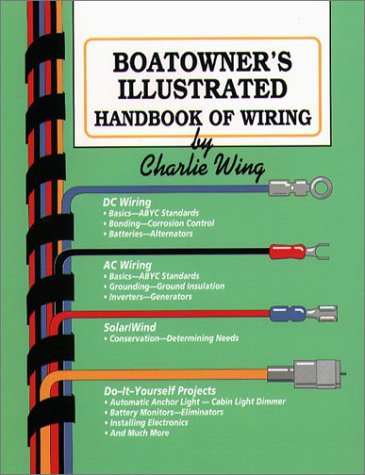 BOATOWNER'S
ILLUSTRATED
HANDBOOK OF WIRING
by
Charlie Wing
DC Wiring
• Basics—ABYC Standards
• Bonding—Corrosion Control
• Batteries—Alternators
AC Wiring
• Basics—ABYC Standards
• Grounding—Ground Insulation
• Inverters—Generators
Solar/Wind
• Conservation—Determining Needs
Do-It-Yourself Projects
• Automatic Anchor Light — Cabin Light Dimmer
• Battery Monitors—Eliminators
• Installing Electronics
• And Much More